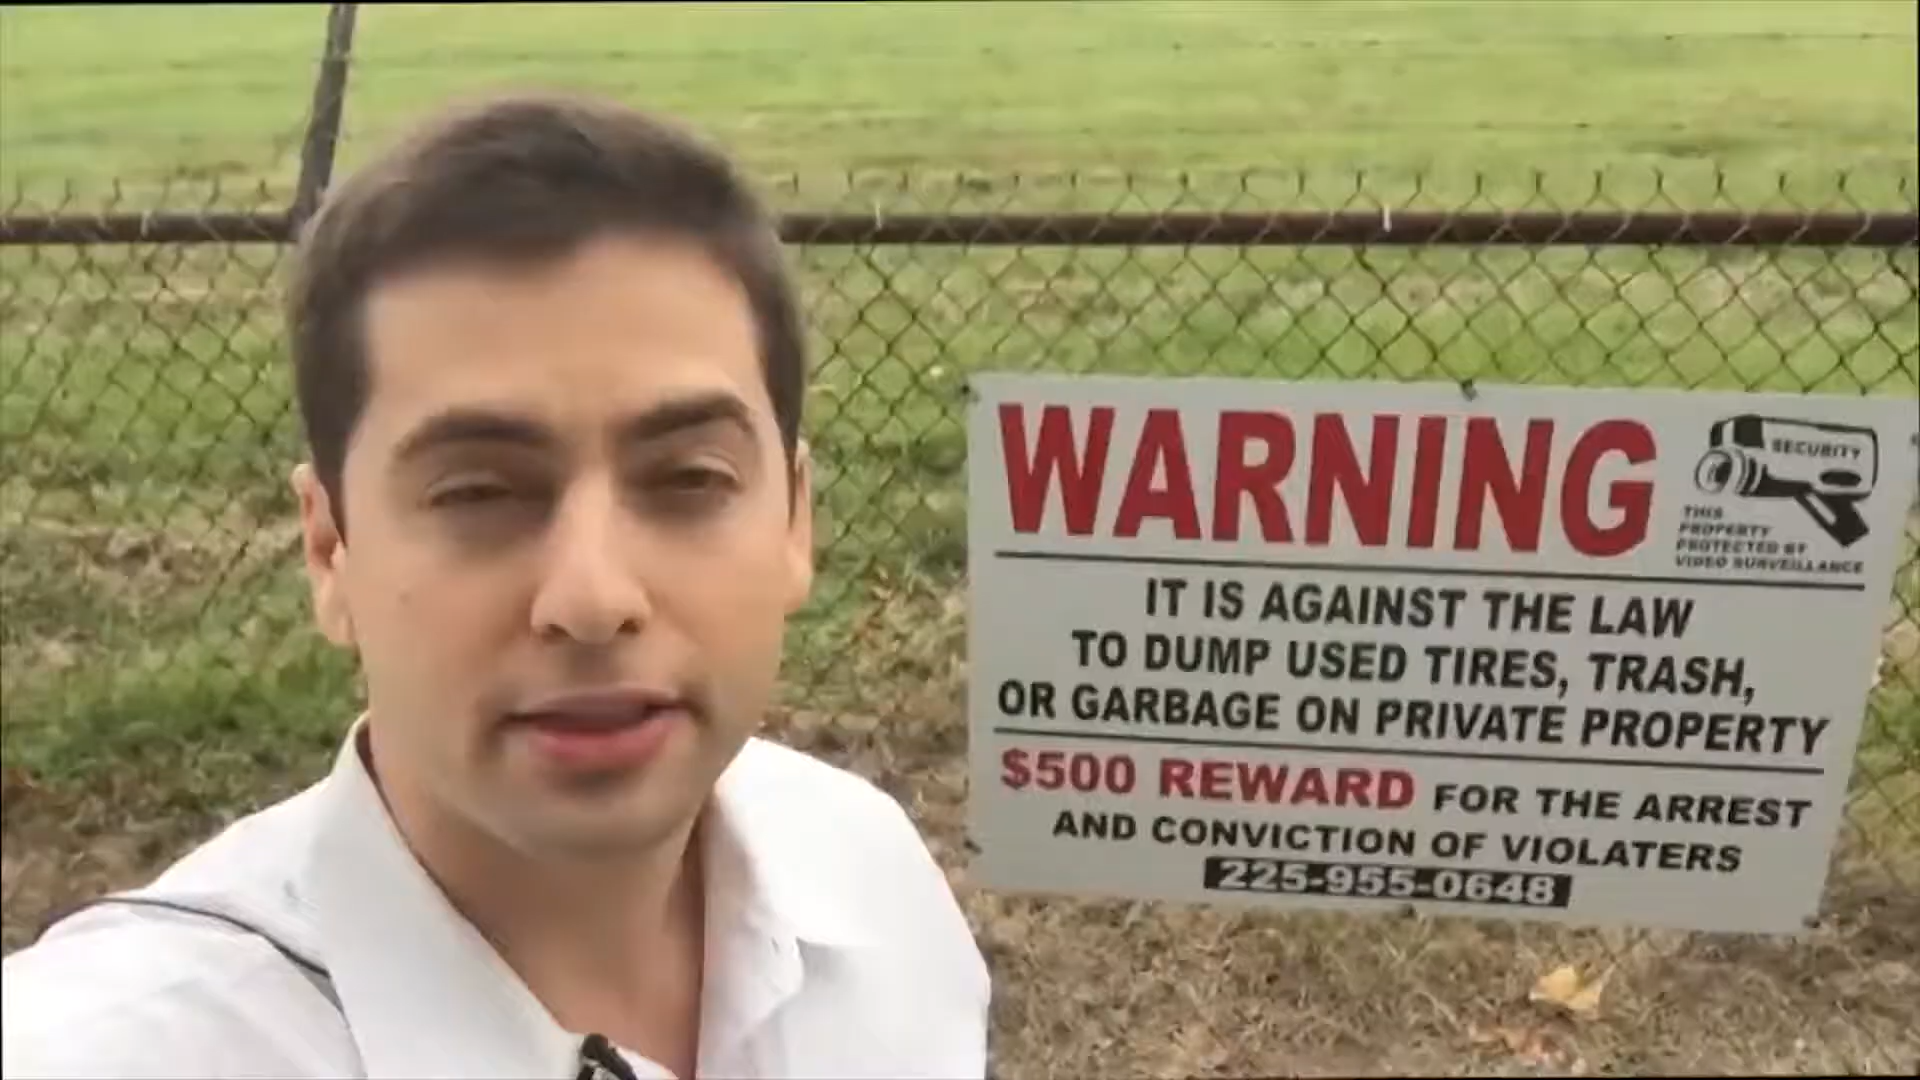 WARNING
SECURITY
THIS
PROPERTY
PROTECTED BY
VIDEO SURVEILLANCE
IT IS AGAINST THE LAW
TO DUMP USED TIRES, TRASH,
OR GARBAGE ON PRIVATE PROPERTY
$500 REWARD FOR THE ARREST
AND CONVICTION OF VIOLATERS
225-955-0648